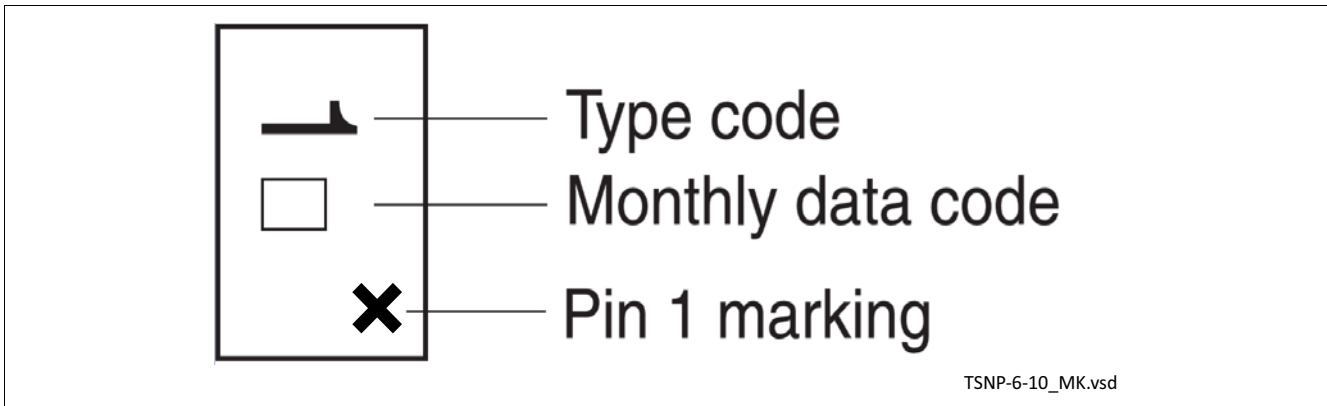 Type code
Monthly data code
Pin 1 marking
TSNP-6-10_MK.vsd